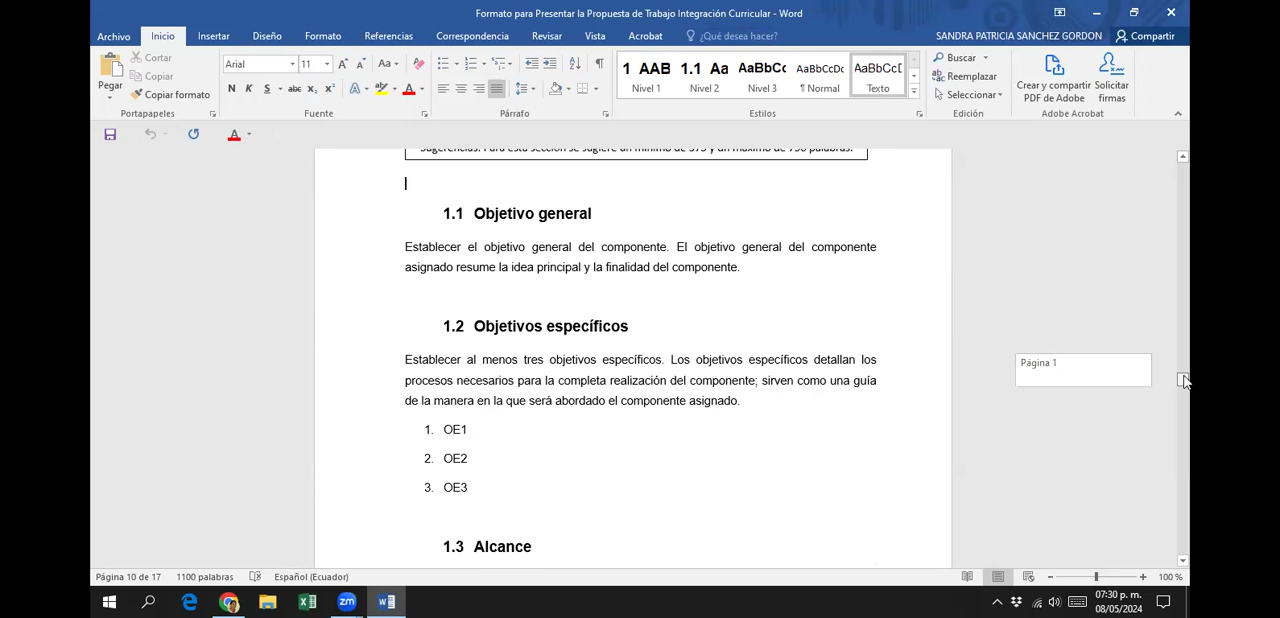 Formato para Presentar la Propuesta de Trabajo Integración Curricular - Word
Archivo Inicio Insertar Diseño Formato Referencias Correspondencia Revisar Vista Acrobat ¿Qué desea hacer? SANDRA PATRICIA SANCHEZ GORDON Compartir
Pegar
Cortar
Copiar
Copiar formato
Portapapeles
Arial 11
Aa
N K S abc x₂ x² A A
Fuente
Párrafo
1 AAB 1.1 Aa AaBbCc AaBbCcDc AaBbCcD
Nivel 1 Nivel 2 Nivel 3 ¶ Normal Texto
Estilos
Buscar
Reemplazar
Seleccionar
Edición
Crear y compartir PDF de Adobe
Solicitar firmas
Adobe Acrobat
sugerencias. Para esta sección se sugiere un mínimo de 375 y un máximo de 750 palabras.
1.1 Objetivo general
Establecer el objetivo general del componente. El objetivo general del componente
asignado resume la idea principal y la finalidad del componente.
1.2 Objetivos específicos
Establecer al menos tres objetivos específicos. Los objetivos específicos detallan los
procesos necesarios para la completa realización del componente; sirven como una guía
de la manera en la que será abordado el componente asignado.
1. OE1
2. OE2
3. OE3
1.3 Alcance
Página 1
Página 10 de 17 1100 palabras Español (Ecuador) 100 %
07:30 p. m.
08/05/2024